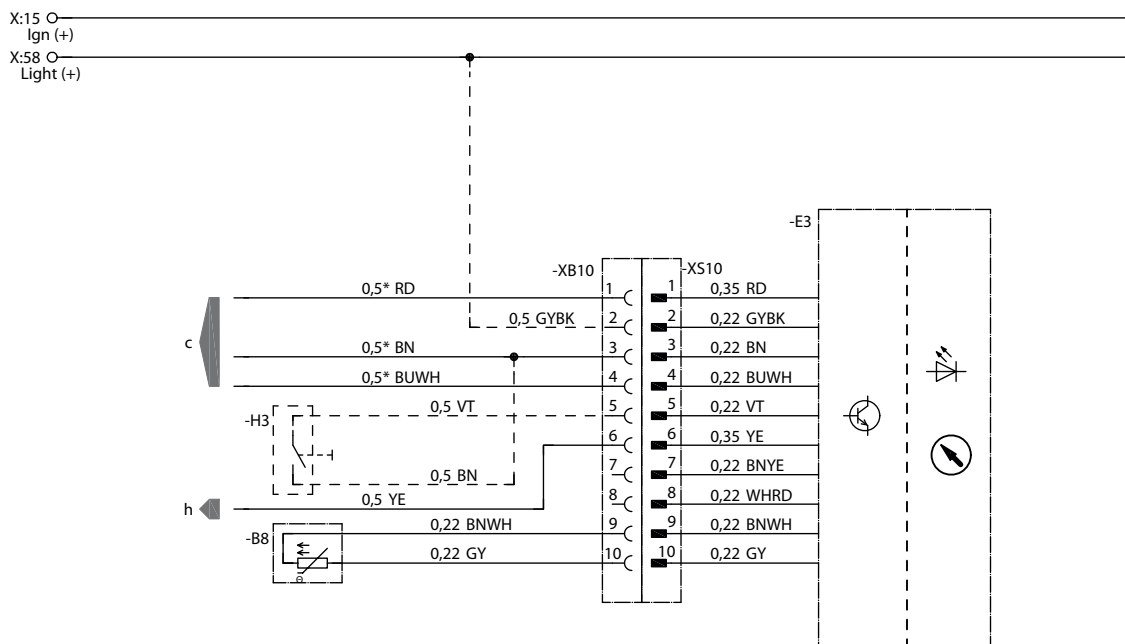 X:15
Ign (+)
X:58
Light (+)
-E3
-XB10
-XS10
0,5* RD 1 1 0,35 RD
0,5 GYBK 2 2 0,22 GYBK
c
0,5* BN 3 3 0,22 BN
0,5* BUWH 4 4 0,22 BUWH
-H3
0,5 VT 5 5 0,22 VT
6 6 0,35 YE
0,5 BN 7 7 0,22 BNYE
h
0,5 YE 8 8 0,22 WHRD
-B8
0,22 BNWH 9 9 0,22 BNWH
0,22 GY 10 10 0,22 GY
Θ